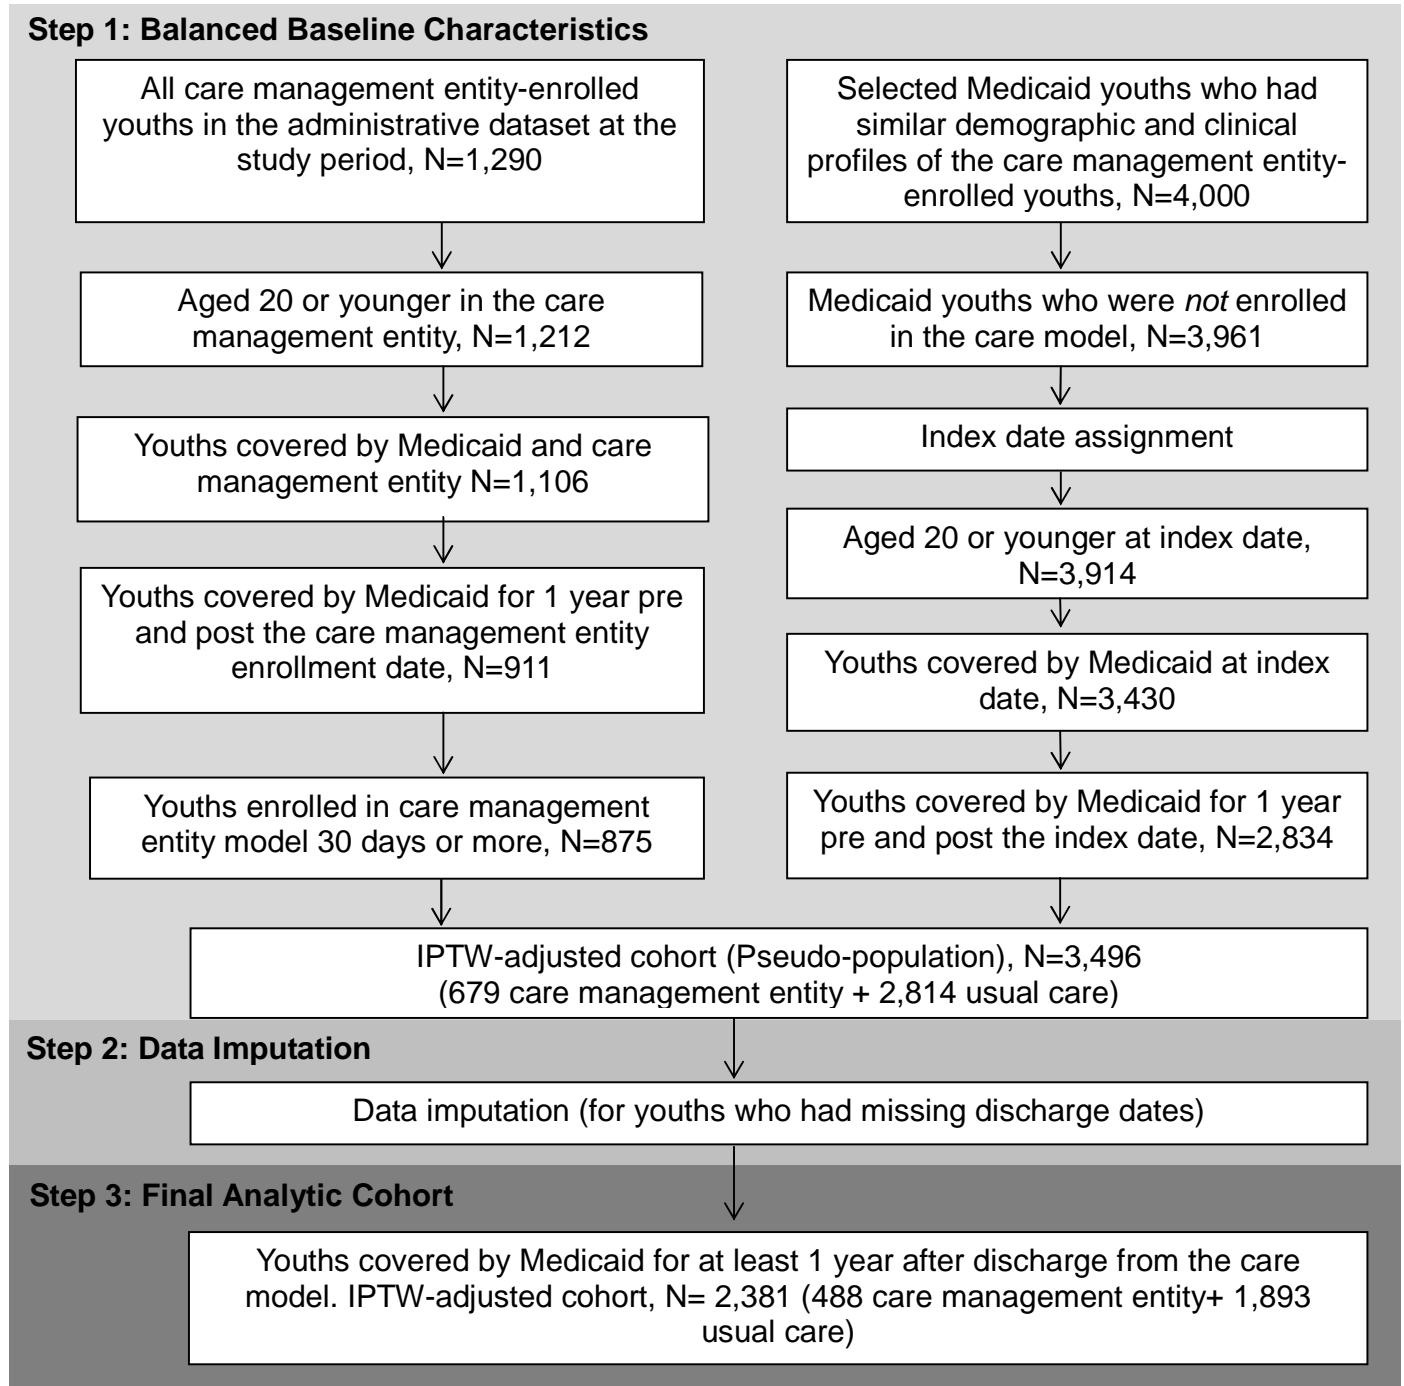 Step 1: Balanced Baseline Characteristics
All care management entity-enrolled
youths in the administrative dataset at the
study period, N=1,290
Aged 20 or younger in the care
management entity, N=1,212
Youths covered by Medicaid and care
management entity N=1,106
Youths covered by Medicaid for 1 year pre
and post the care management entity
enrollment date, N=911
Youths enrolled in care management
entity model 30 days or more, N=875
Selected Medicaid youths who had
similar demographic and clinical
profiles of the care management entity-
enrolled youths, N=4,000
Medicaid youths who were not enrolled
in the care model, N=3,961
Index date assignment
Aged 20 or younger at index date,
N=3,914
Youths covered by Medicaid at index
date, N=3,430
Youths covered by Medicaid for 1 year
pre and post the index date, N=2,834
IPTW-adjusted cohort (Pseudo-population), N=3,496
(679 care management entity + 2,814 usual care)
Step 2: Data Imputation
Data imputation (for youths who had missing discharge dates)
Step 3: Final Analytic Cohort
Youths covered by Medicaid for at least 1 year after discharge from the care
model. IPTW-adjusted cohort, N= 2,381 (488 care management entity+ 1,893
usual care)